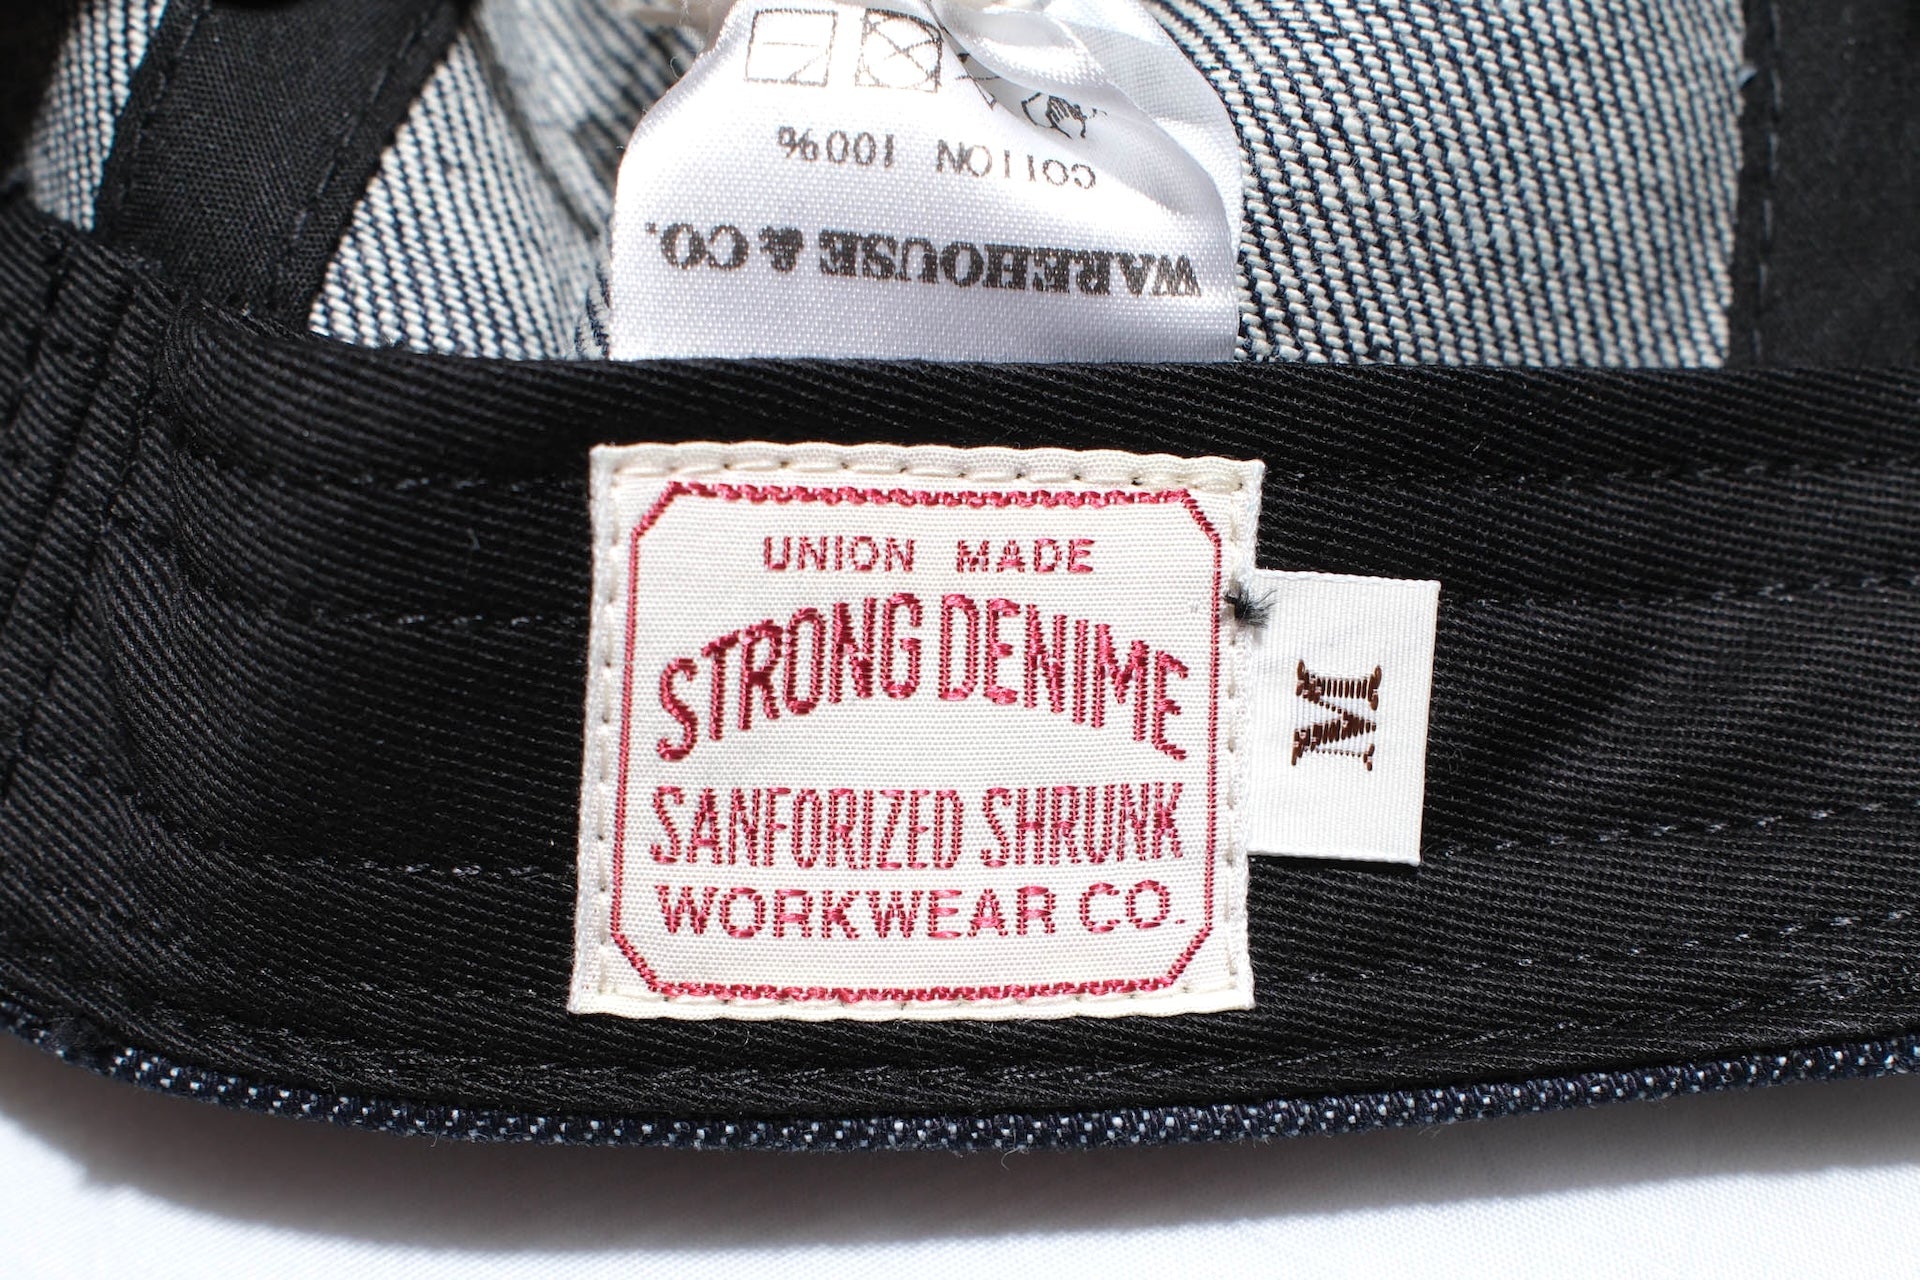 COTTON 100%
WAREHOUSE & CO.
UNION MADE
STRONG DENIME
SANFORIZED SHRUNK
WORKWEAR CO.
M